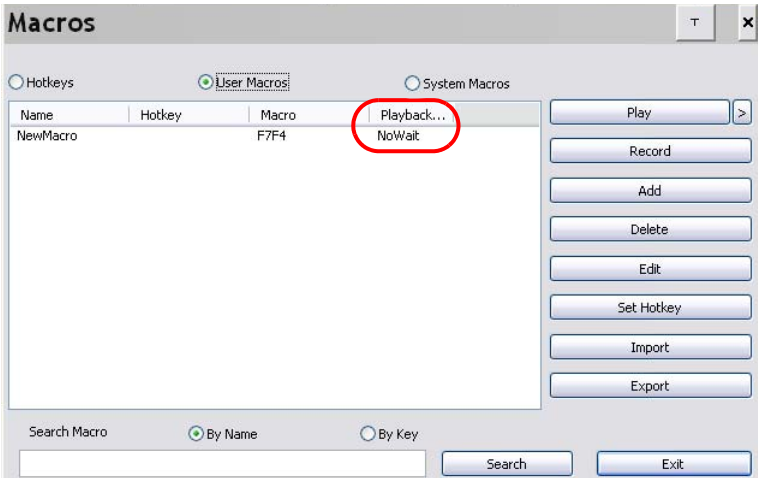 Macros
T
×
Hotkeys
User Macros
System Macros
Name Hotkey Macro Playback...
NewMacro F7F4 NoWait
Play
>
Record
Add
Delete
Edit
Set Hotkey
Import
Export
Search Macro
By Name
By Key
Search
Exit